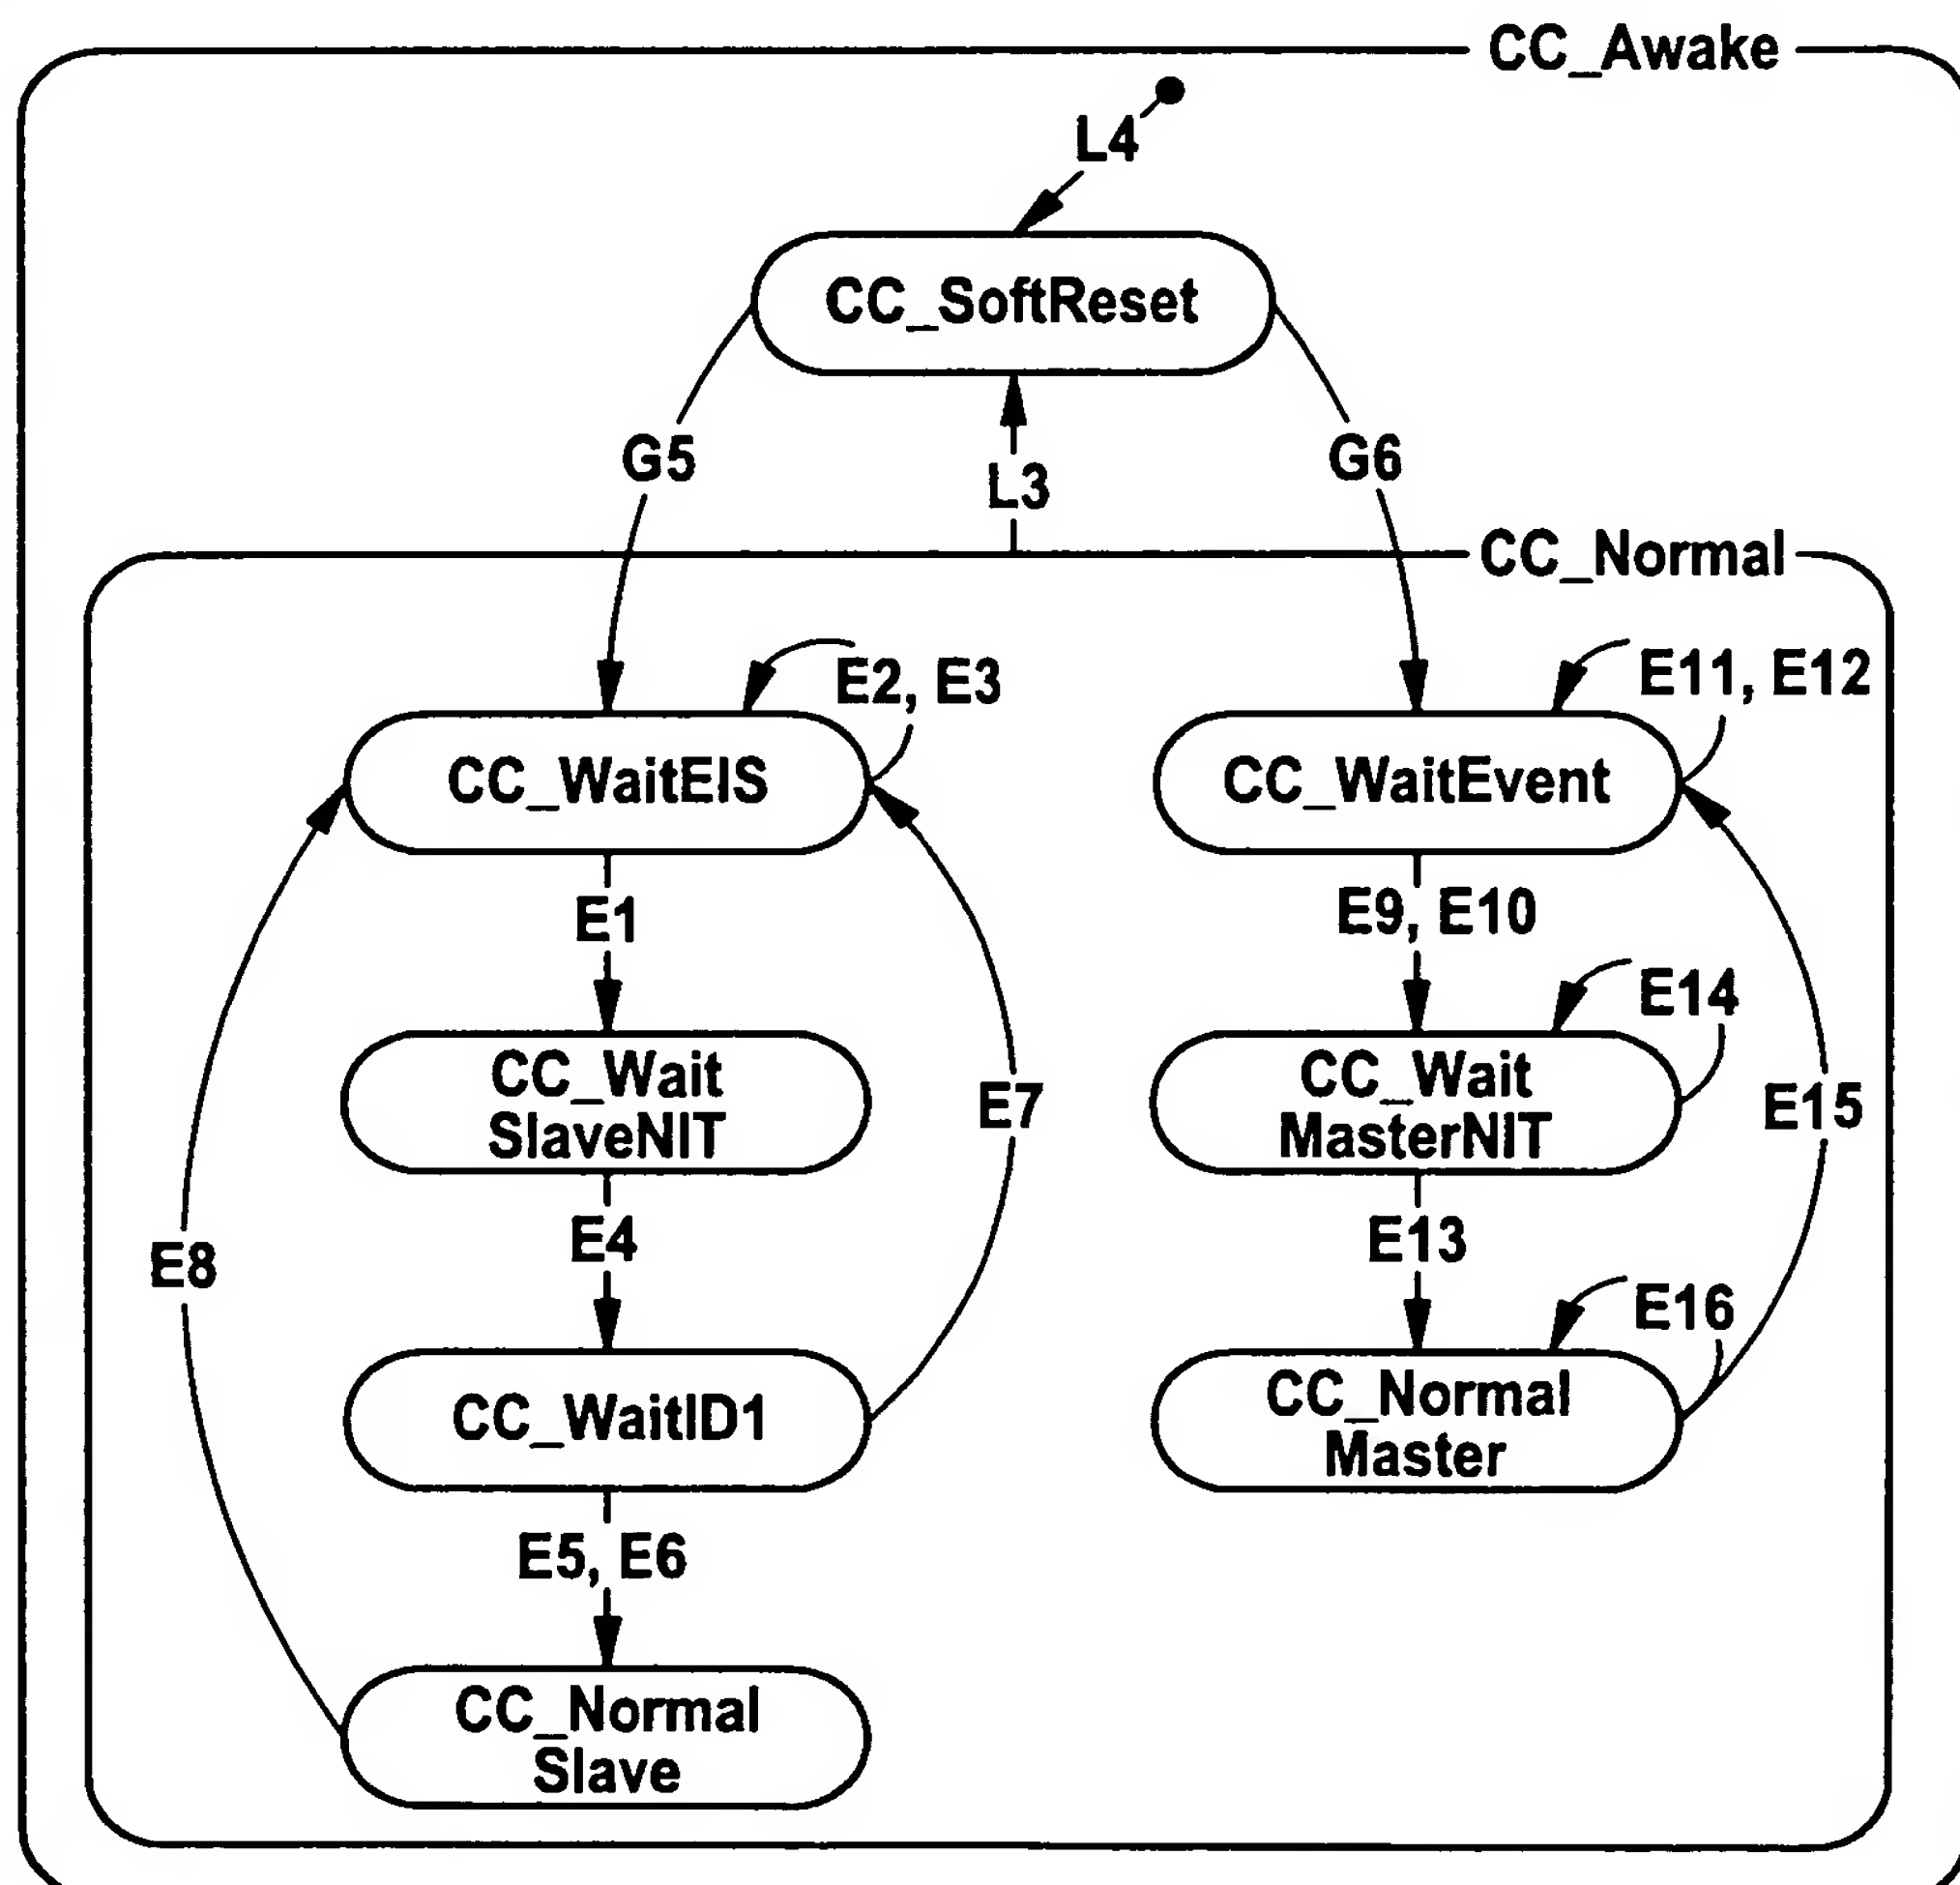 CC_Awake
L4
CC_SoftReset
G5
L3
G6
CC_Normal
E2, E3
E11, E12
CC_WaitEIS
CC_WaitEvent
E1
E9, E10
E14
CC_Wait
SlaveNIT
CC_Wait
MasterNIT
E7
E15
E4
E13
E8
E16
CC_WaitID1
CC_Normal
Master
E5, E6
CC_Normal
Slave